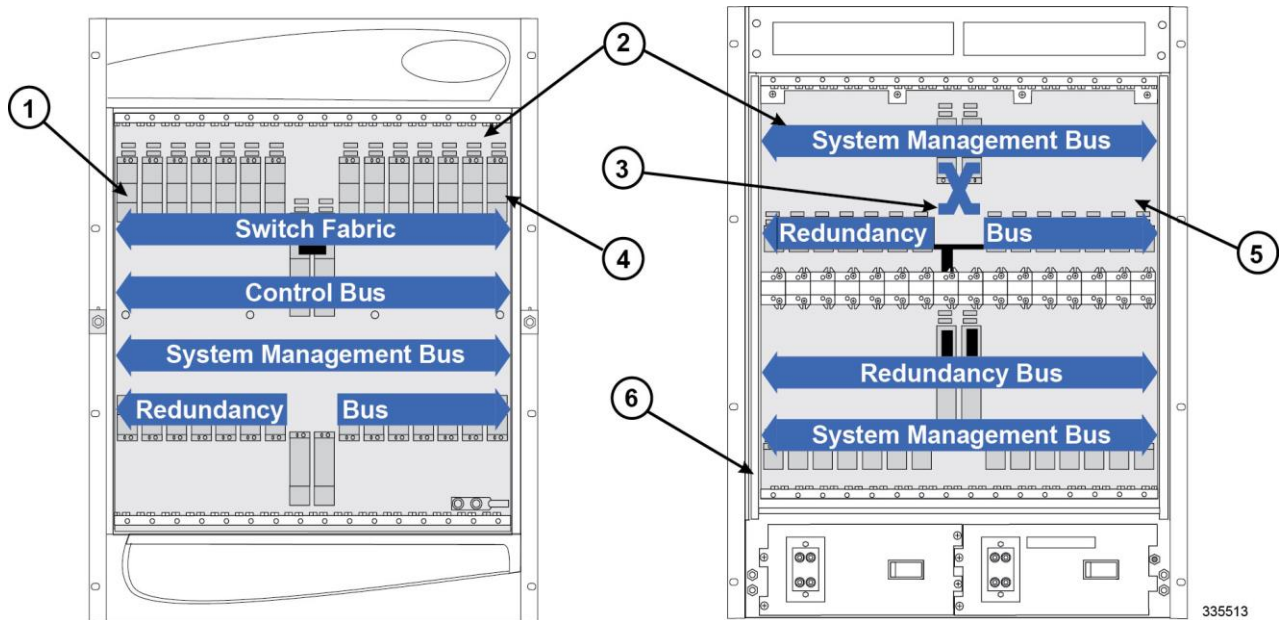 1
2
3
4
5
6
Switch Fabric
Control Bus
System Management Bus
Redundancy Bus
System Management Bus
Redundancy Bus
Redundancy Bus
System Management Bus
335513